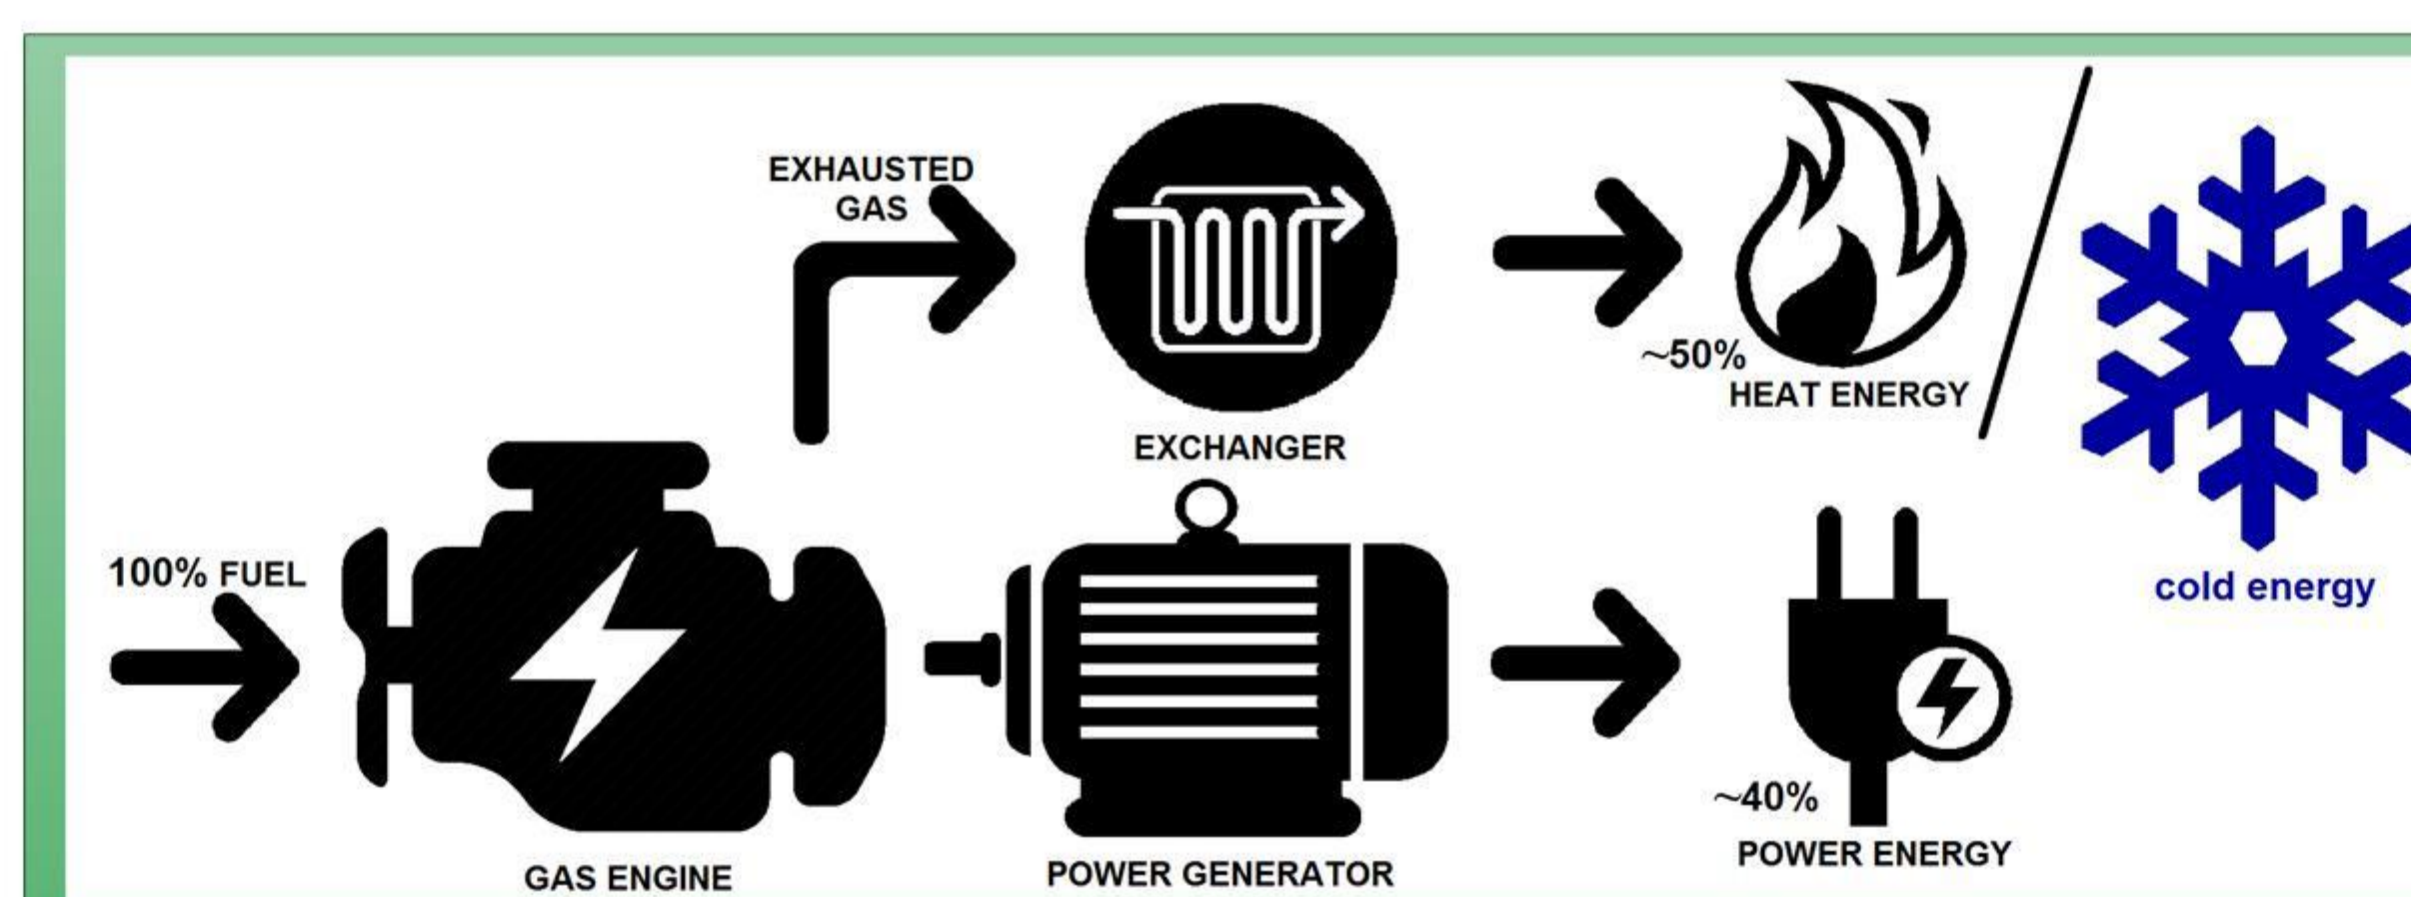 EXHAUSTED
GAS
EXCHANGER
~50%
HEAT ENERGY
cold energy
100% FUEL
GAS ENGINE
POWER GENERATOR
~40%
POWER ENERGY